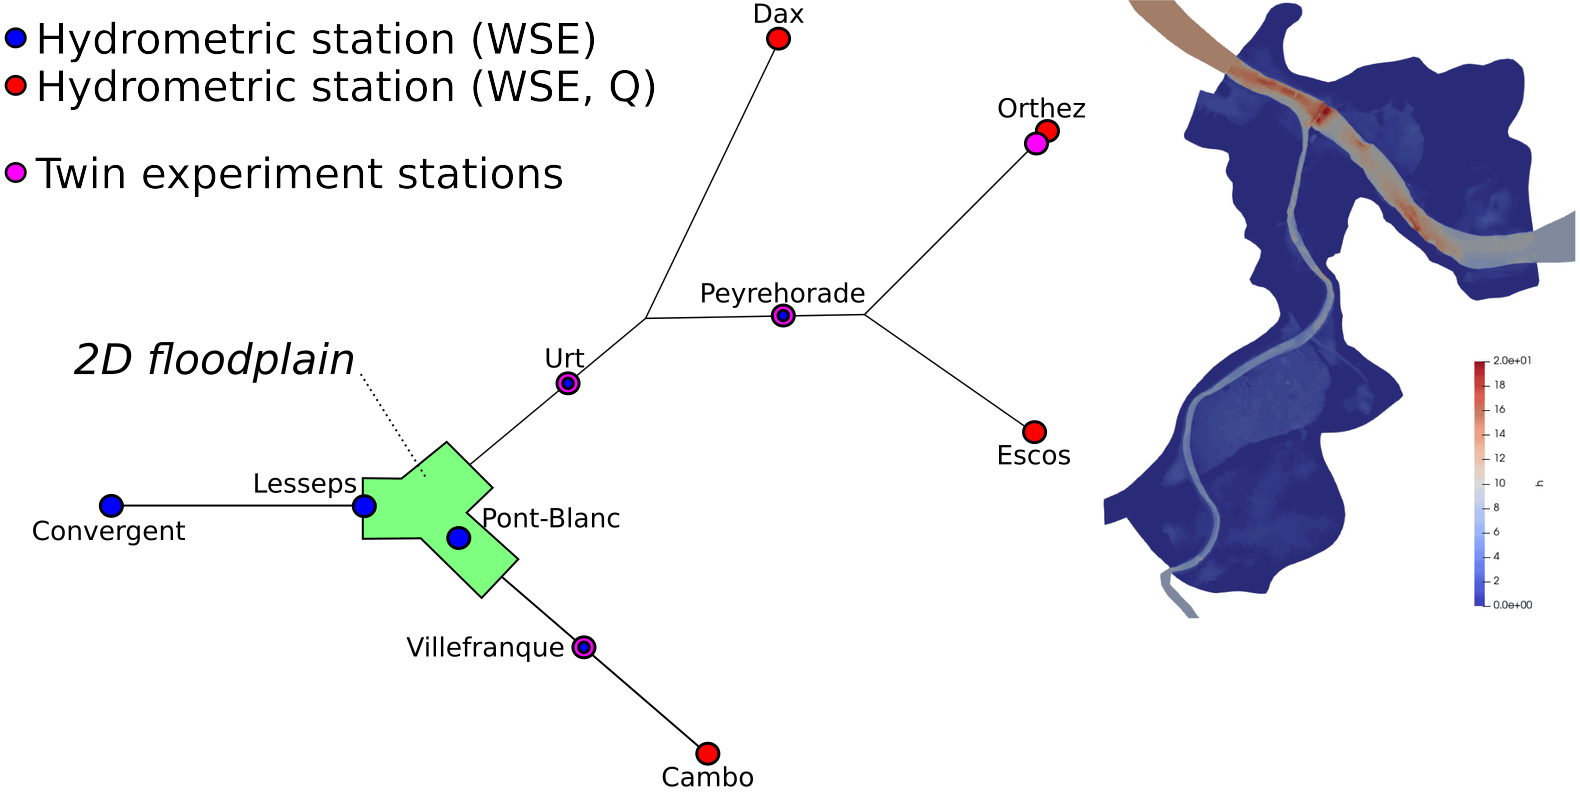 Hydrometric station (WSE)
Hydrometric station (WSE, Q)
Twin experiment stations
Dax
Orthez
Peyrehorade
Urt
2D floodplain
Escos
Lesseps
Convergent
Pont-Blanc
Villefranque
Cambo
2.0e+01
18
16
14
12
10
8
6
4
2
0.0e+00
h